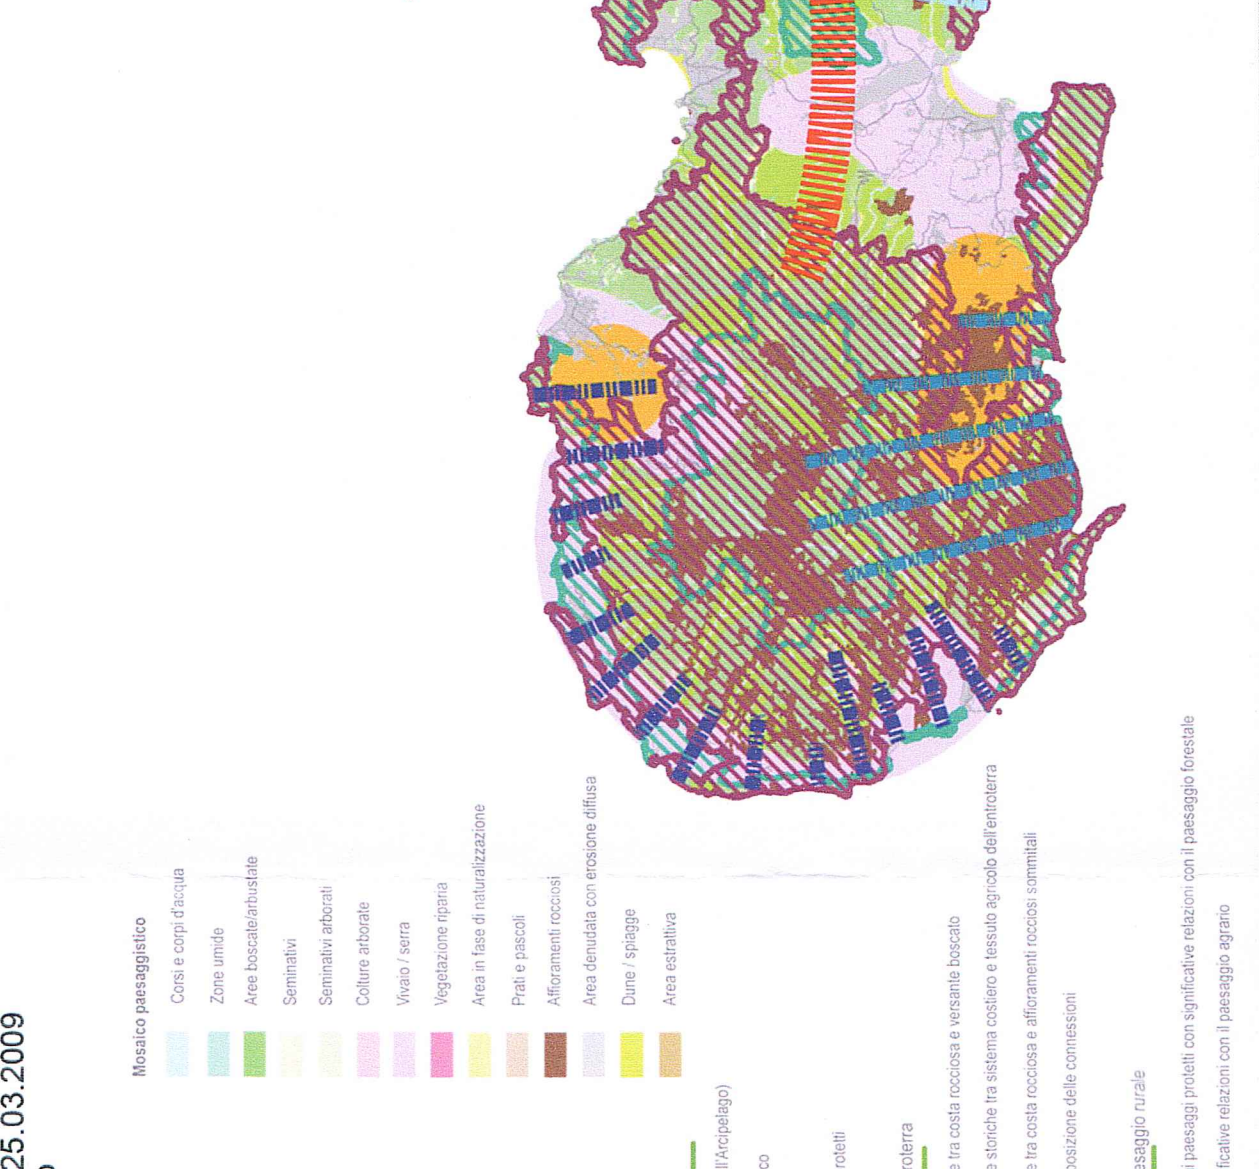 25.03.2009
Mosaico paesaggistico
Corsi e corpi d'acqua
Zone umide
Aree boscate/arbustate
Seminativi
Seminativi arborati
Colture arborate
Vivaio / serra
Vegetazione riparia
Area in fase di naturalizzazione
Prati e pascoli
Affioramenti rocciosi
Area denudata con erosione diffusa
Dune / spiagge
Area estrattiva
ll'Arcipelago)
co
rotetti
roterra
e tra costa rocciosa e versante boscato
e storiche tra sistema costiero e tessuto agricolo dell'entroterra
e tra costa rocciosa e affioramenti rocciosi sommitali
posizione delle connessioni
esaggio rurale
i paesaggi protetti con significative relazioni con il paesaggio forestale
ficative relazioni con il paesaggio agrario